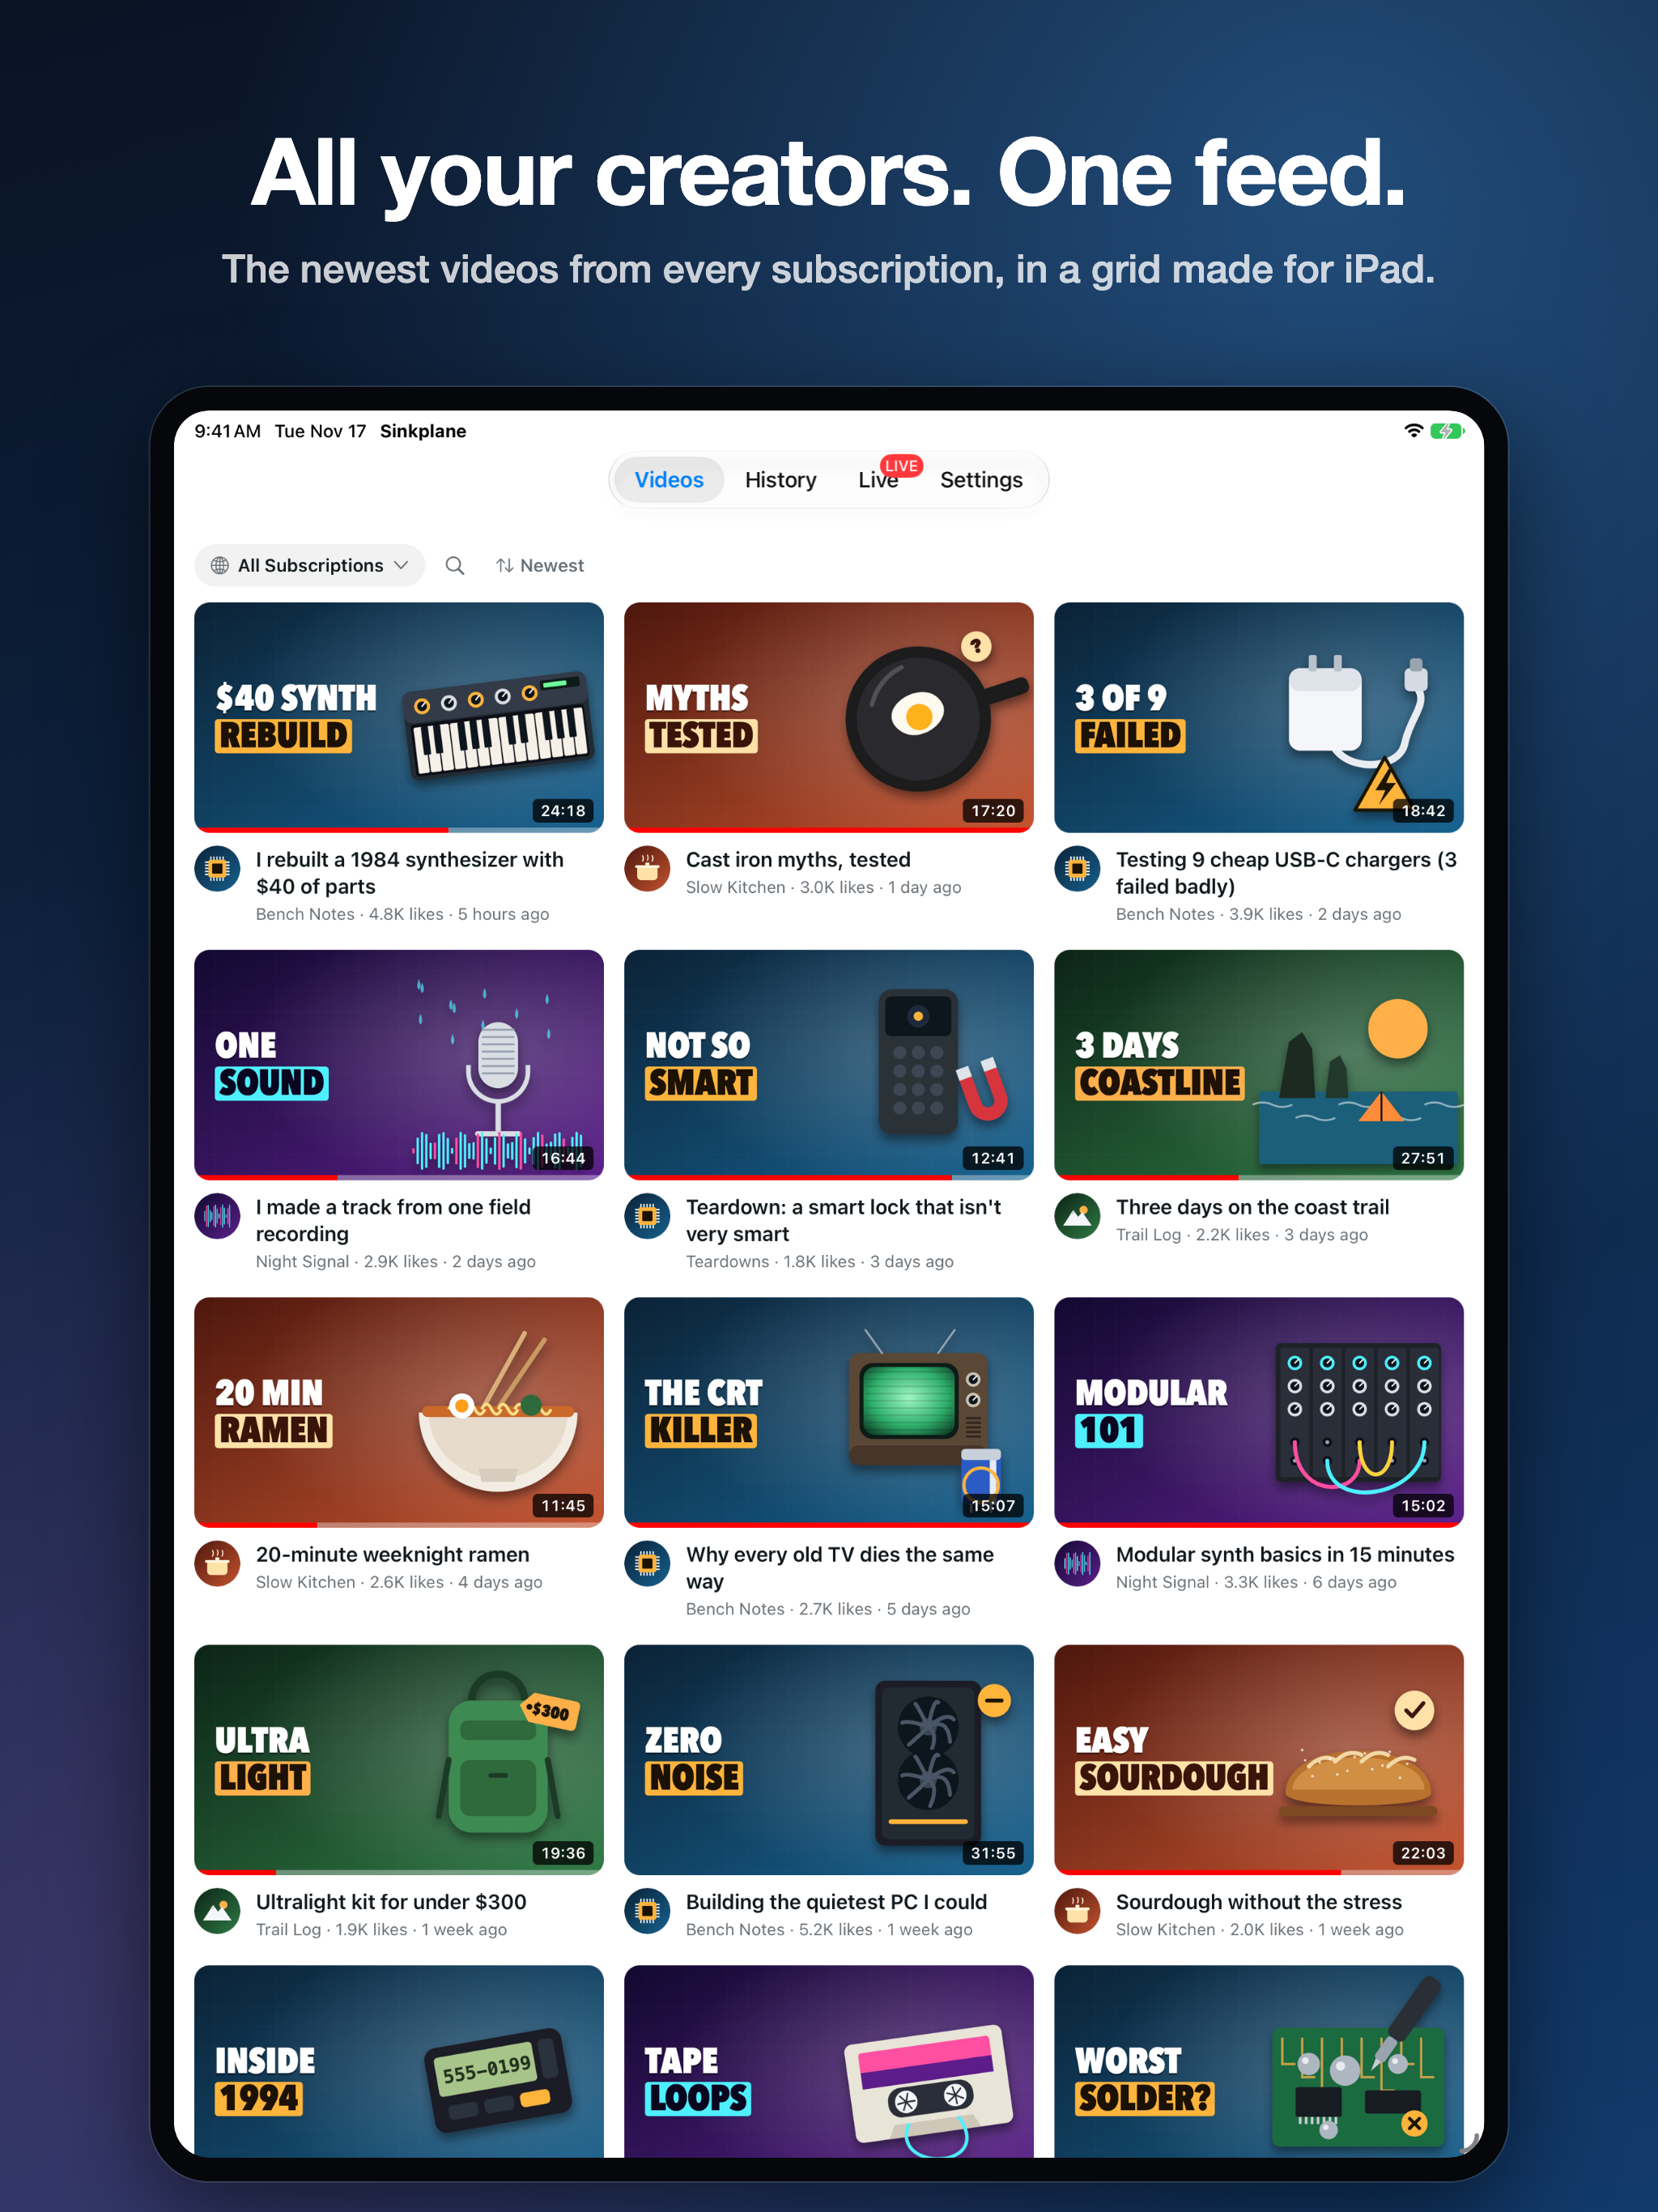 All your creators. One feed.
The newest videos from every subscription, in a grid made for iPad.
9:41 AM Tue Nov 17 Sinkplane
Videos History Live LIVE Settings
All Subscriptions Newest
$40 SYNTH
REBUILD
24:18
MYTHS
TESTED
?
17:20
3 OF 9
FAILED
18:42
I rebuilt a 1984 synthesizer with
$40 of parts
Bench Notes · 4.8K likes · 5 hours ago
Cast iron myths, tested
Slow Kitchen · 3.0K likes · 1 day ago
Testing 9 cheap USB-C chargers (3
failed badly)
Bench Notes · 3.9K likes · 2 days ago
ONE
SOUND
16:44
NOT SO
SMART
12:41
3 DAYS
COASTLINE
27:51
I made a track from one field
recording
Night Signal · 2.9K likes · 2 days ago
Teardown: a smart lock that isn't
very smart
Teardowns · 1.8K likes · 3 days ago
Three days on the coast trail
Trail Log · 2.2K likes · 3 days ago
20 MIN
RAMEN
11:45
THE CRT
KILLER
15:07
MODULAR
101
15:02
20-minute weeknight ramen
Slow Kitchen · 2.6K likes · 4 days ago
Why every old TV dies the same
way
Bench Notes · 2.7K likes · 5 days ago
Modular synth basics in 15 minutes
Night Signal · 3.3K likes · 6 days ago
ULTRA
LIGHT
$300
19:36
ZERO
NOISE
31:55
EASY
SOURDOUGH
22:03
Ultralight kit for under $300
Trail Log · 1.9K likes · 1 week ago
Building the quietest PC I could
Bench Notes · 5.2K likes · 1 week ago
Sourdough without the stress
Slow Kitchen · 2.0K likes · 1 week ago
INSIDE
1994
555-0199
TAPE
LOOPS
WORST
SOLDER?